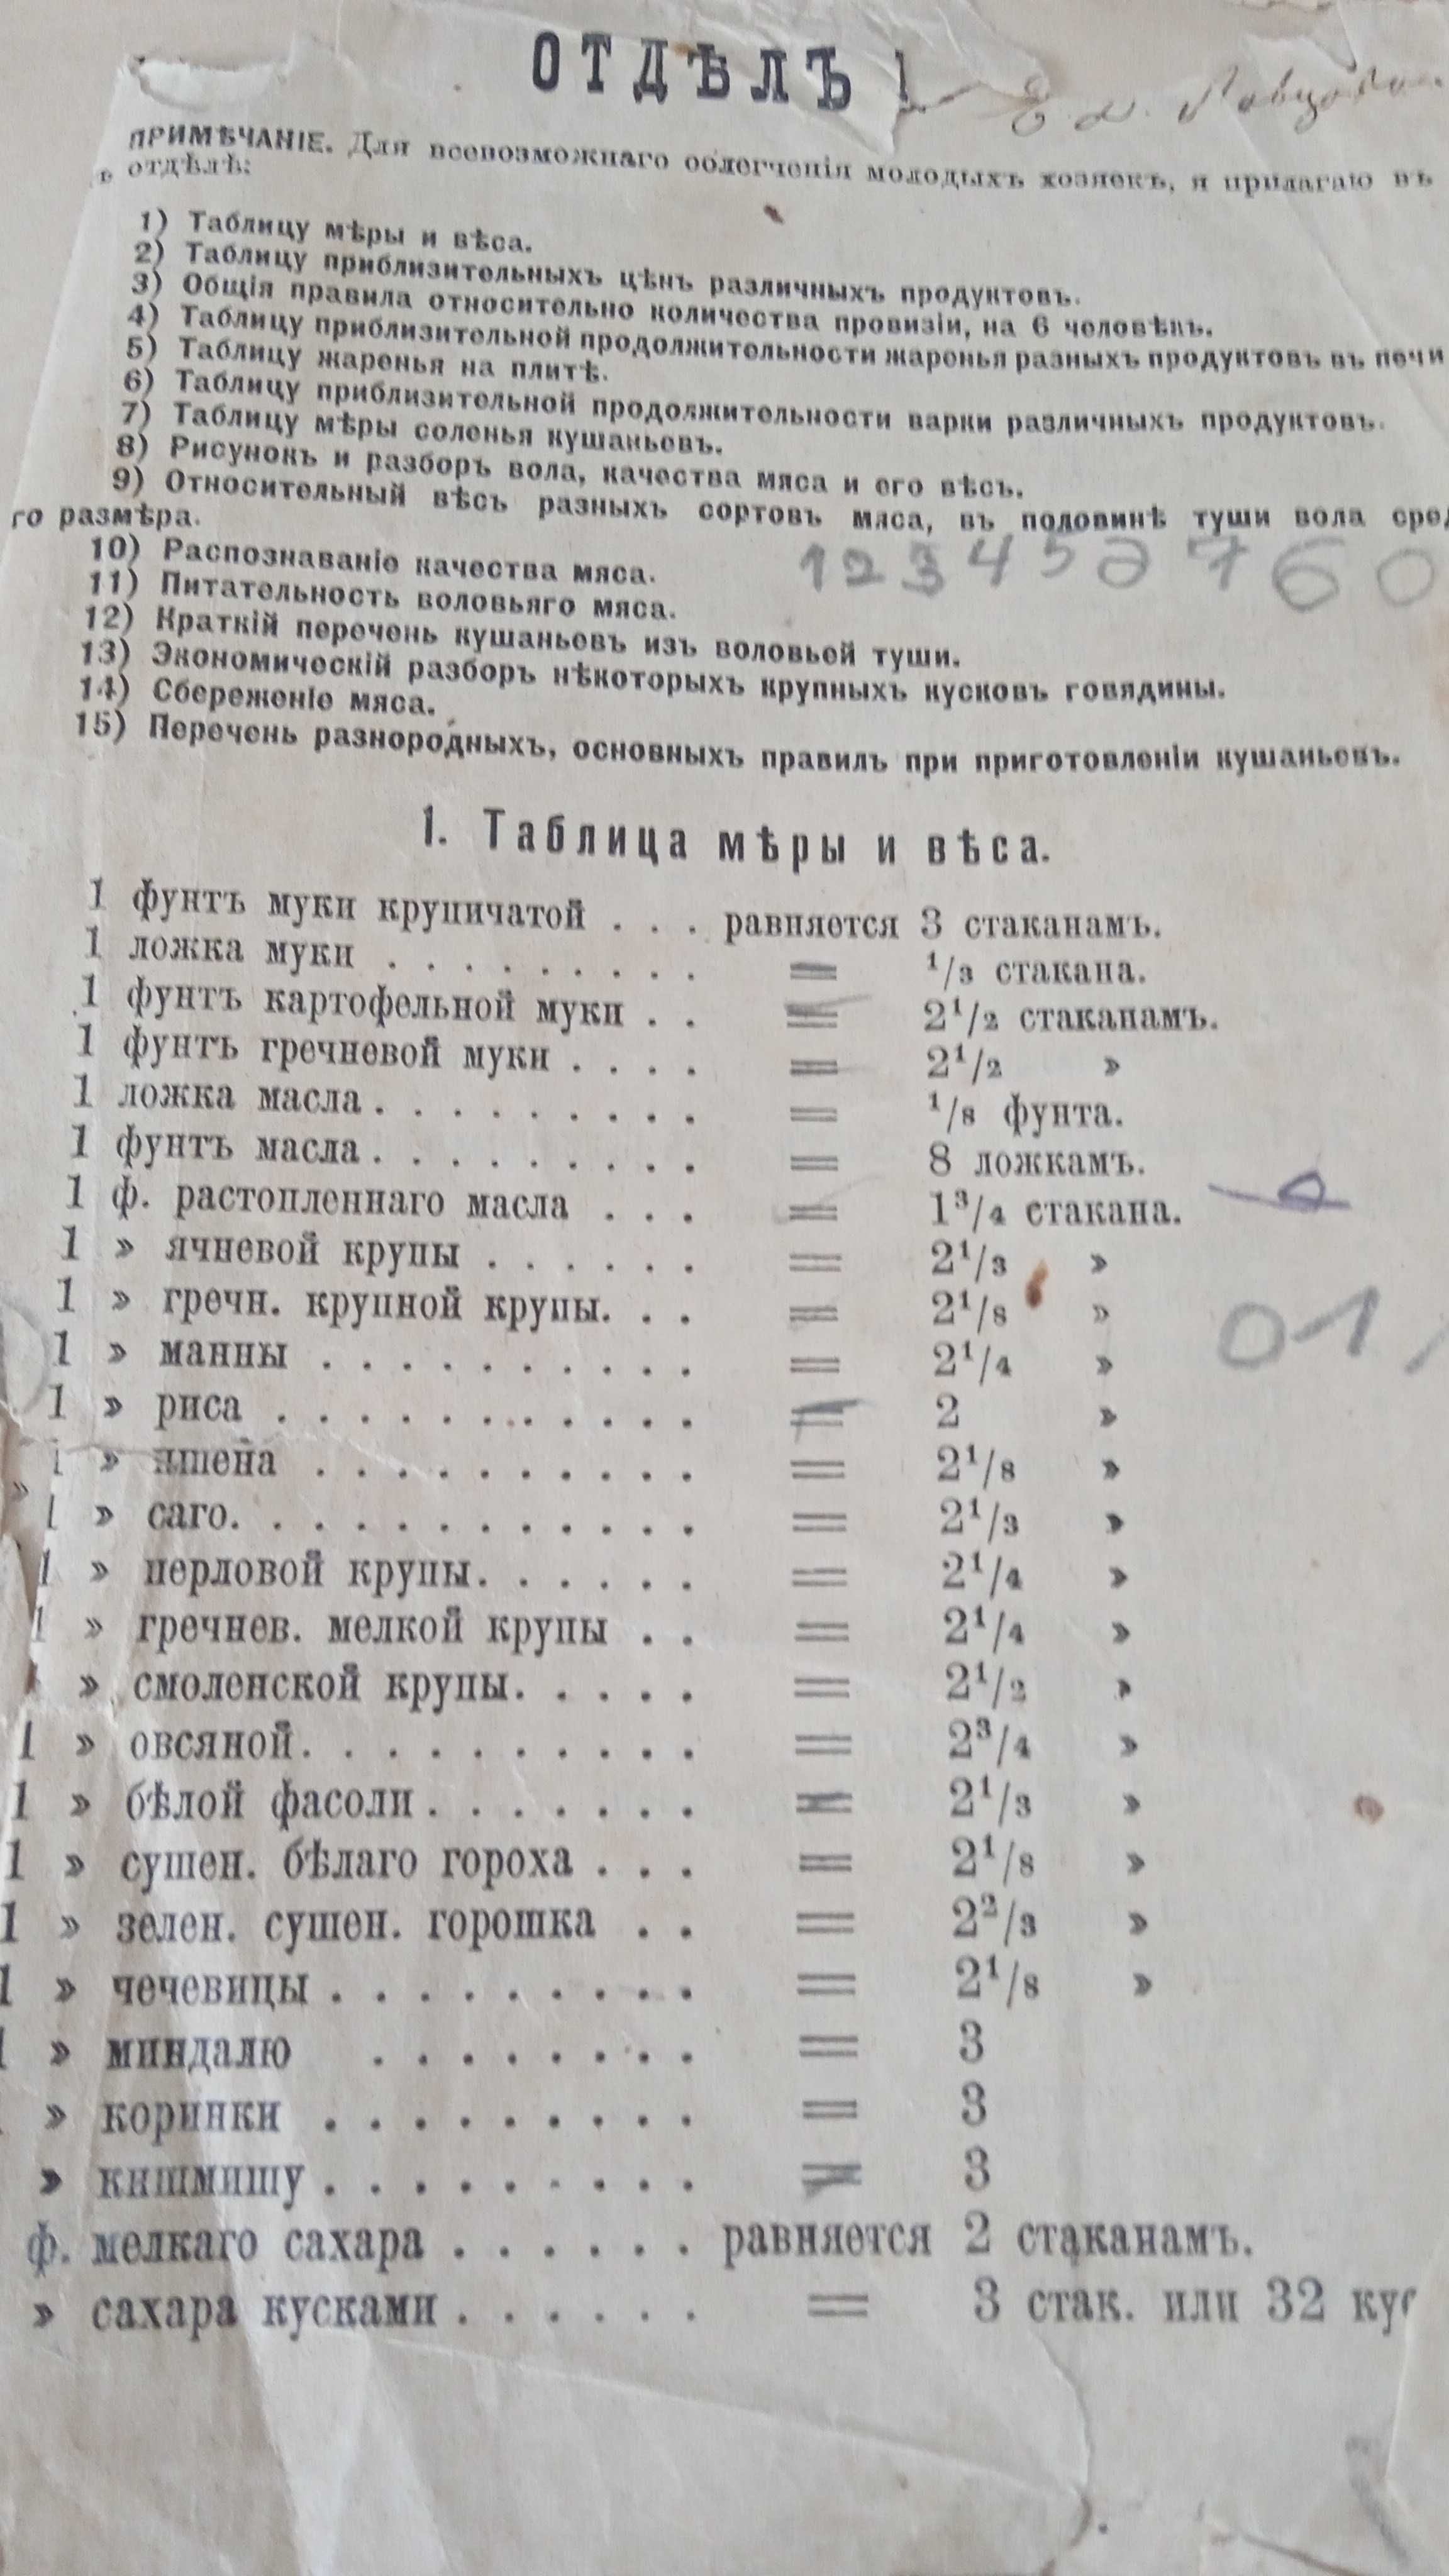 ОТДѢЛЪ I
ПРИМѢЧАНІЕ. Для всевозможнаго облегченія молодыхъ хозяекъ, я прилагаю въ
отдѣлѣ:
1) Таблицу мѣры и вѣса.
2) Таблицу приблизительныхъ цѣнъ различныхъ продуктовъ.
3) Общія правила относительно количества провизіи, на 6 человѣкъ.
4) Таблицу приблизительной продолжительности жаренья разныхъ продуктовъ въ печи
5) Таблицу жаренья на плитѣ.
6) Таблицу приблизительной продолжительности варки различныхъ продуктовъ.
7) Таблицу мѣры соленья кушаньевъ.
8) Рисунокъ и разборъ вола, качества мяса и его вѣсъ.
9) Относительный вѣсъ разныхъ сортовъ мяса, въ половинѣ туши вола сред
го размѣра.
10) Распознаваніе качества мяса.
1 2 3 4 5 6 7 6 0
11) Питательность воловьяго мяса.
12) Краткій перечень кушаньевъ изъ воловьей туши.
13) Экономическій разборъ нѣкоторыхъ крупныхъ кусковъ говядины.
14) Сбереженіе мяса.
15) Перечень разнородныхъ, основныхъ правилъ при приготовленіи кушаньевъ.
1. Таблица мѣры и вѣса.
1 фунтъ муки крупичатой . . . равняется 3 стаканамъ.
1 ложка муки . . . . . . . . = 1/3 стакана.
1 фунтъ картофельной муки . . = 2 1/2 стаканамъ.
1 фунтъ гречневой муки . . . . = 2 1/2 »
1 ложка масла . . . . . . . . . = 1/8 фунта.
1 фунтъ масла . . . . . . . . . = 8 ложкамъ.
1 ф. растопленнаго масла . . . = 1 3/4 стакана.
1 » ячневой крупы . . . . . . = 2 1/3 »
1 » гречн. крупной крупы. . . = 2 1/8 »
01,
1 » манны . . . . . . . . . . = 2 1/4 »
1 » риса . . . . . . . . . . . = 2 »
1 » пшена . . . . . . . . . . = 2 1/8 »
1 » саго. . . . . . . . . . . . = 2 1/3 »
1 » перловой крупы. . . . . . = 2 1/4 »
1 » гречнев. мелкой крупы . . = 2 1/4 »
» смоленской крупы. . . . . = 2 1/2 »
1 » овсяной. . . . . . . . . . = 2 3/4 »
1 » бѣлой фасоли . . . . . . . = 2 1/3 »
1 » сушен. бѣлаго гороха . . . = 2 1/8 »
1 » зелен. сушен. горошка . . = 2 2/3 »
1 » чечевицы . . . . . . . . . = 2 1/8 »
» миндалю . . . . . . . . = 3
» коринки . . . . . . . . . = 3
» кишмишу . . . . . . . . . = 3
ф. мелкаго сахара . . . . . . равняется 2 стаканамъ.
» сахара кусками . . . . . . = 3 стак. или 32 кус